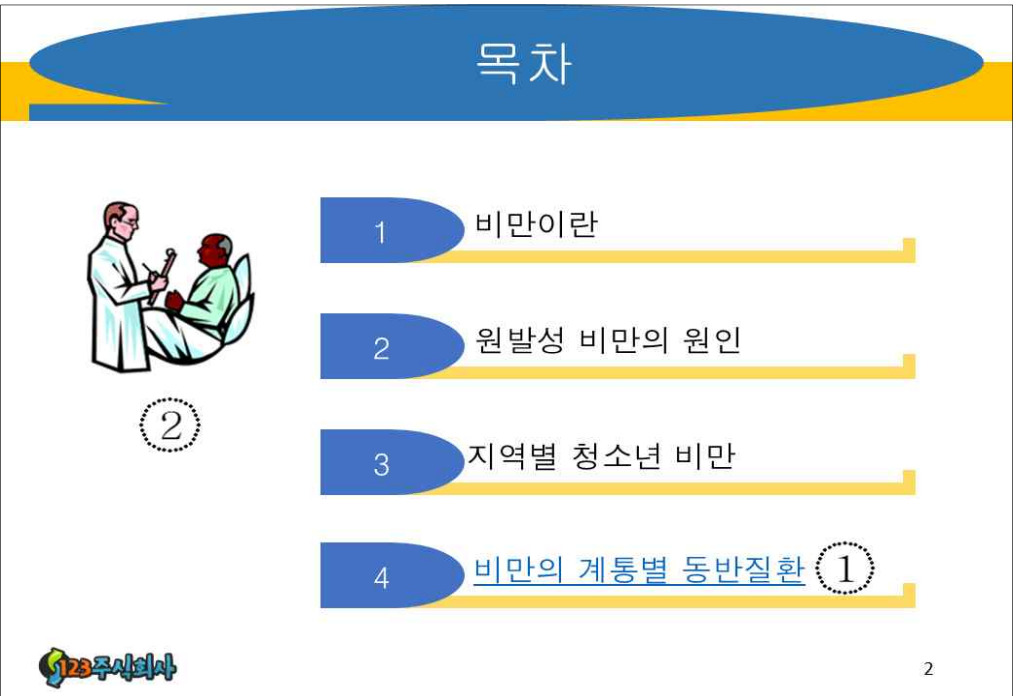 목차
1 비만이란
2 원발성 비만의 원인
3 지역별 청소년 비만
4 비만의 계통별 동반질환 1
2
123주식회사
2